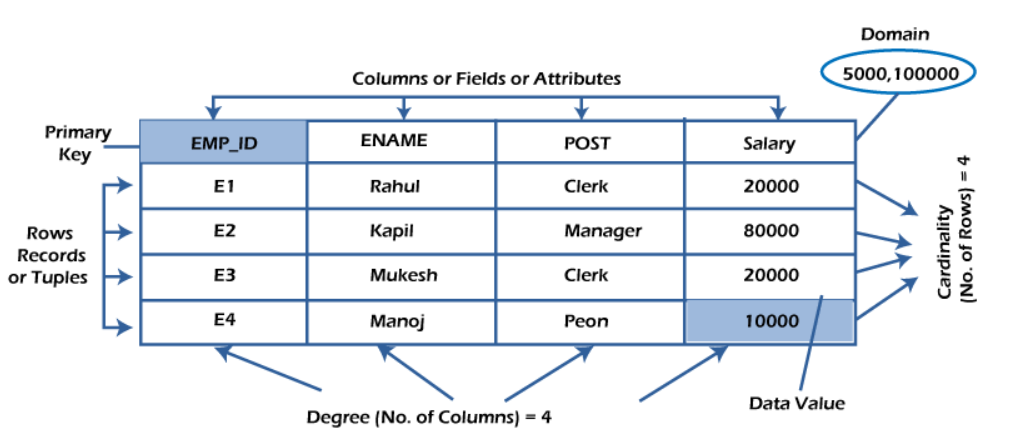 Domain
5000,100000
Columns or Fields or Attributes
Primary
Key
EMP_ID ENAME POST Salary
E1 Rahul Clerk 20000
E2 Kapil Manager 80000
E3 Mukesh Clerk 20000
E4 Manoj Peon 10000
Rows
Records
or Tuples
Cardinality
(No. of Rows) = 4
Degree (No. of Columns) = 4
Data Value